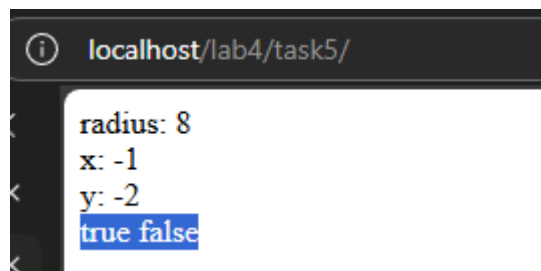 localhost/lab4/task5/
radius: 8
x: -1
y: -2
true false